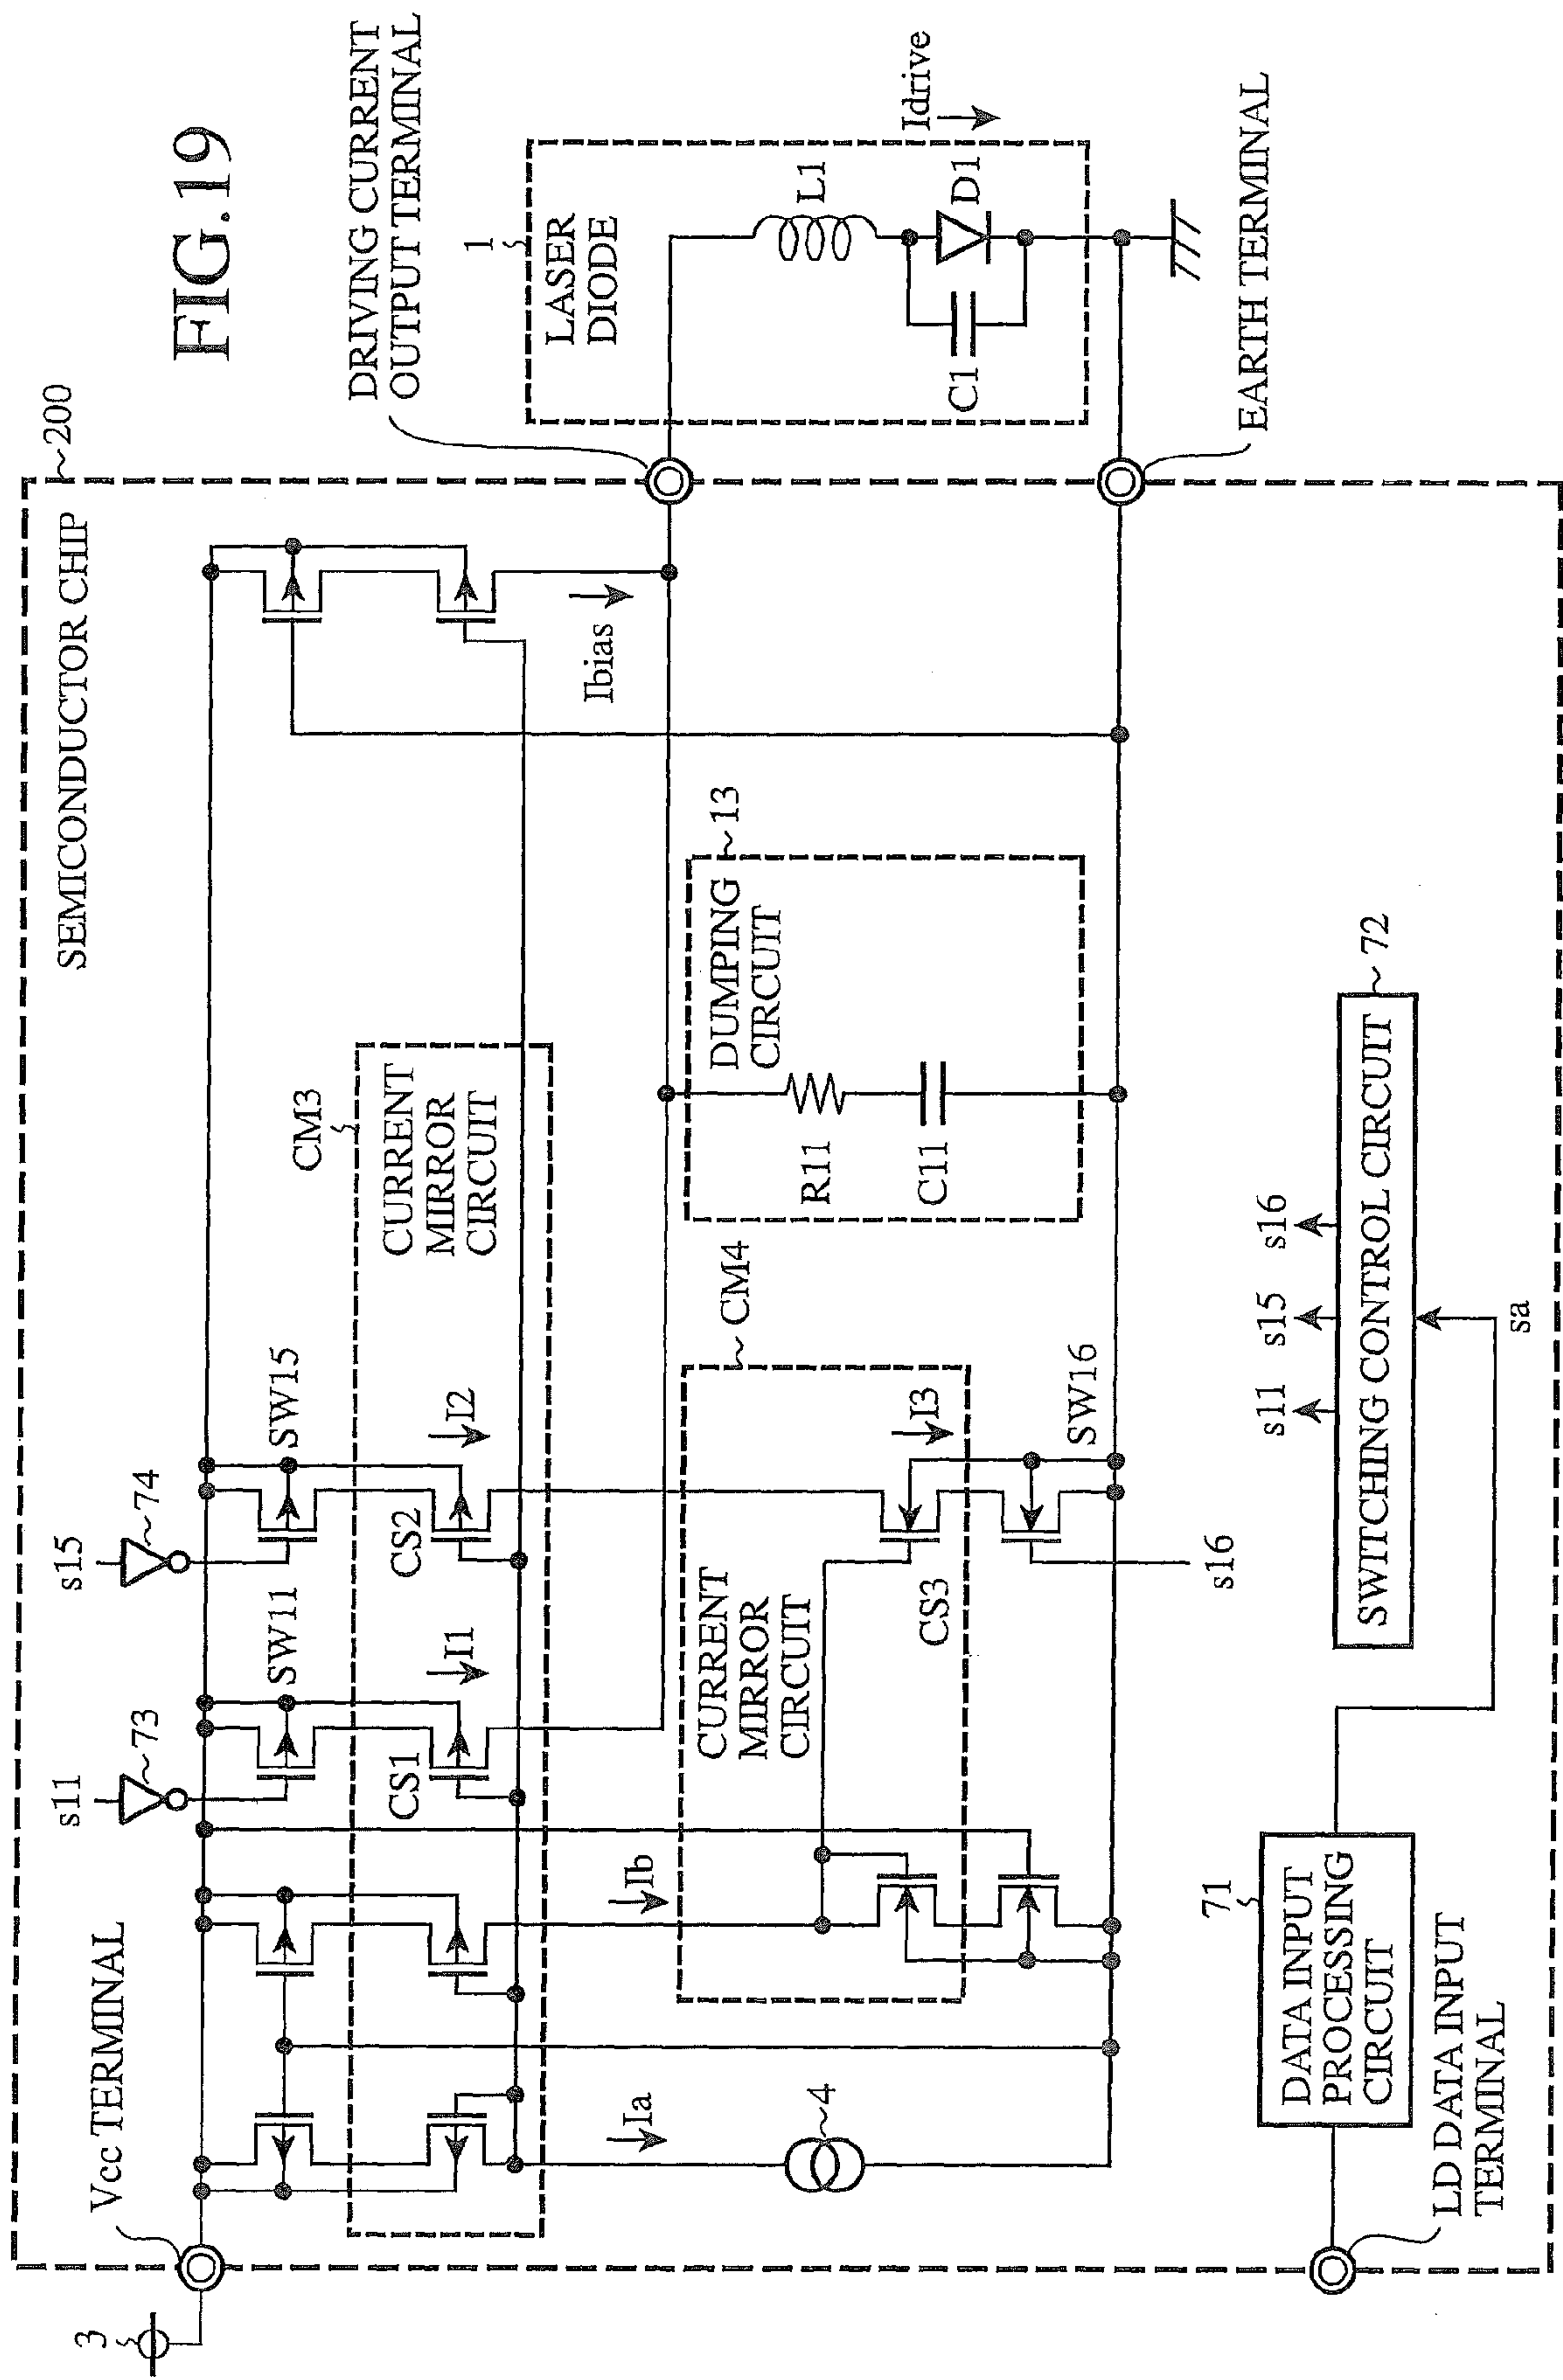 FIG.19
SEMICONDUCTOR CHIP
200
3
Vcc TERMINAL
s11
73
s15
74
SW11
SW15
CM3
CURRENT
MIRROR
CIRCUIT
CS1
I1
CS2
I2
Ibias
DRIVING CURRENT
OUTPUT TERMINAL
1
LASER
DIODE
L1
C1
D1
Idrive
EARTH TERMINAL
Ia
4
Ib
CURRENT
MIRROR
CIRCUIT
CM4
CS3
I3
SW16
s16
DUMPING
CIRCUIT
13
R11
C11
71
DATA INPUT
PROCESSING
CIRCUIT
LD DATA INPUT
TERMINAL
sa
s11
s15
s16
SWITCHING CONTROL CIRCUIT
72